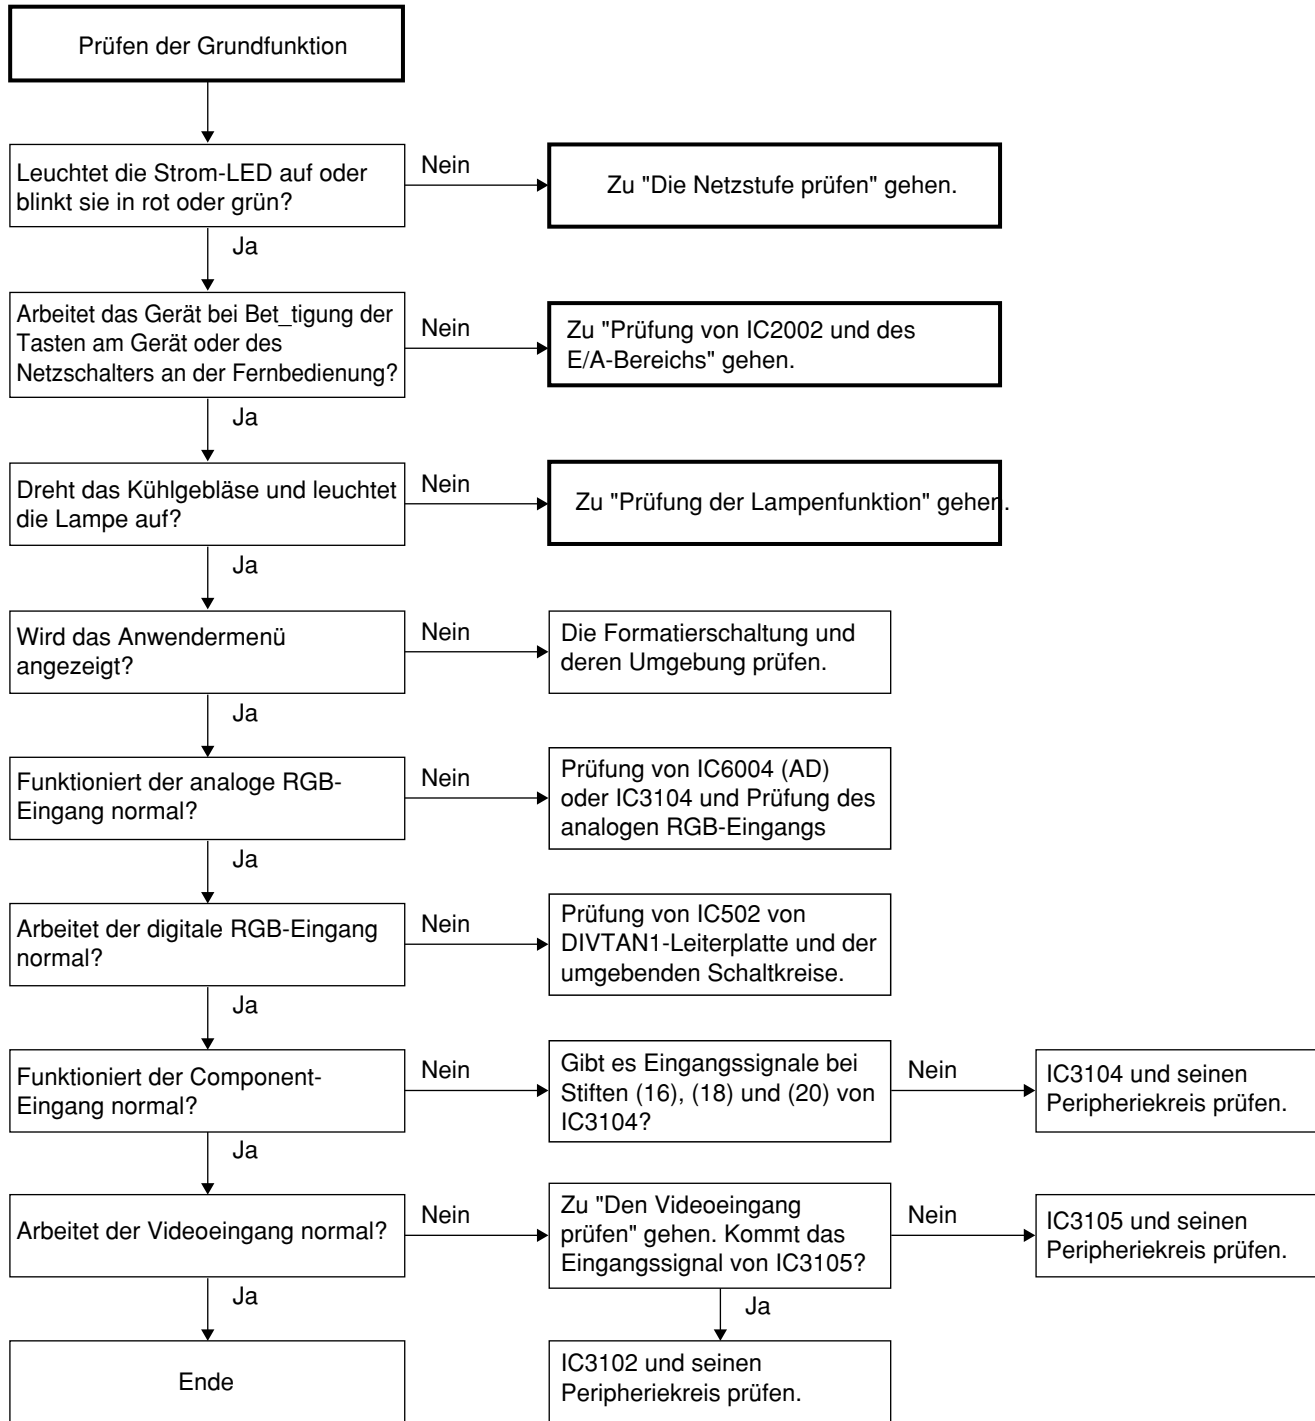 Prüfen der Grundfunktion
Leuchtet die Strom-LED auf oder
blinkt sie in rot oder grün?
Nein
Zu "Die Netzstufe prüfen" gehen.
Ja
Arbeitet das Gerät bei Bet_tigung der
Tasten am Gerät oder des
Netzschalters an der Fernbedienung?
Nein
Zu "Prüfung von IC2002 und des
E/A-Bereichs" gehen.
Ja
Dreht das Kühlgebläse und leuchtet
die Lampe auf?
Nein
Zu "Prüfung der Lampenfunktion" gehen.
Ja
Wird das Anwendermenü
angezeigt?
Nein
Die Formatierschaltung und
deren Umgebung prüfen.
Ja
Funktioniert der analoge RGB-
Eingang normal?
Nein
Prüfung von IC6004 (AD)
oder IC3104 und Prüfung des
analogen RGB-Eingangs
Ja
Arbeitet der digitale RGB-Eingang
normal?
Nein
Prüfung von IC502 von
DIVTAN1-Leiterplatte und der
umgebenden Schaltkreise.
Ja
Funktioniert der Component-
Eingang normal?
Nein
Gibt es Eingangssignale bei
Stiften (16), (18) und (20) von
IC3104?
Nein
IC3104 und seinen
Peripheriekreis prüfen.
Ja
Arbeitet der Videoeingang normal?
Nein
Zu "Den Videoeingang
prüfen" gehen. Kommt das
Eingangssignal von IC3105?
Nein
IC3105 und seinen
Peripheriekreis prüfen.
Ja
Ja
Ende
IC3102 und seinen
Peripheriekreis prüfen.